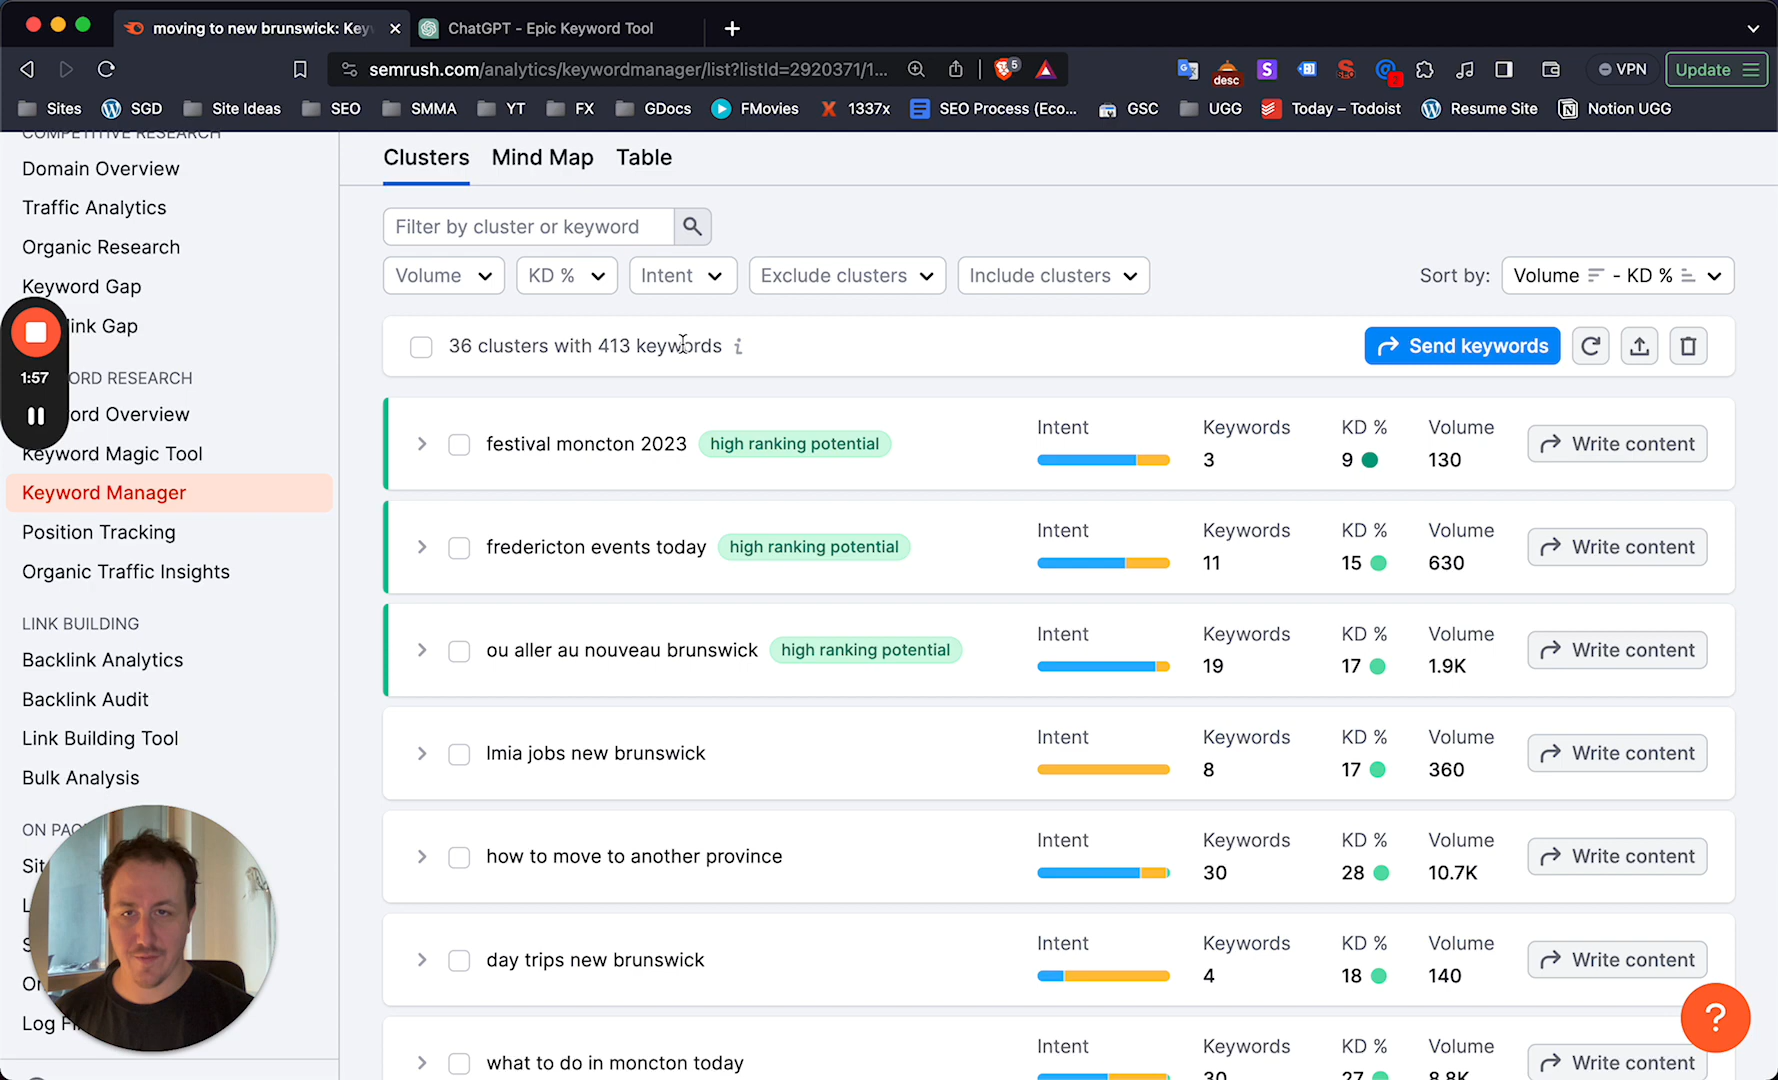 moving to new brunswick: Key
ChatGPT - Epic Keyword Tool
semrush.com/analytics/keywordmanager/list?listId=2920371/1...
5
desc
S
2
VPN
Update
Sites
SGD
Site Ideas
SEO
SMMA
YT
FX
GDocs
FMovies
1337x
SEO Process (Eco...
GSC
UGG
Today – Todoist
Resume Site
Notion UGG
COMPETITIVE RESEARCH
Domain Overview
Traffic Analytics
Organic Research
Keyword Gap
link Gap
1:57
ORD RESEARCH
ord Overview
Keyword Magic Tool
Keyword Manager
Position Tracking
Organic Traffic Insights
LINK BUILDING
Backlink Analytics
Backlink Audit
Link Building Tool
Bulk Analysis
ON PAG
Sit
L
S
Or
Log Fi
Clusters Mind Map Table
Filter by cluster or keyword
Volume KD % Intent Exclude clusters Include clusters Sort by: Volume - KD %
36 clusters with 413 keywords i Send keywords
Intent Keywords KD % Volume
festival moncton 2023 high ranking potential 3 9 130 Write content
Intent Keywords KD % Volume
fredericton events today high ranking potential 11 15 630 Write content
Intent Keywords KD % Volume
ou aller au nouveau brunswick high ranking potential 19 17 1.9K Write content
Intent Keywords KD % Volume
lmia jobs new brunswick 8 17 360 Write content
Intent Keywords KD % Volume
how to move to another province 30 28 10.7K Write content
Intent Keywords KD % Volume
day trips new brunswick 4 18 140 Write content
Intent Keywords KD % Volume
what to do in moncton today 30 27 8.8K Write content
?